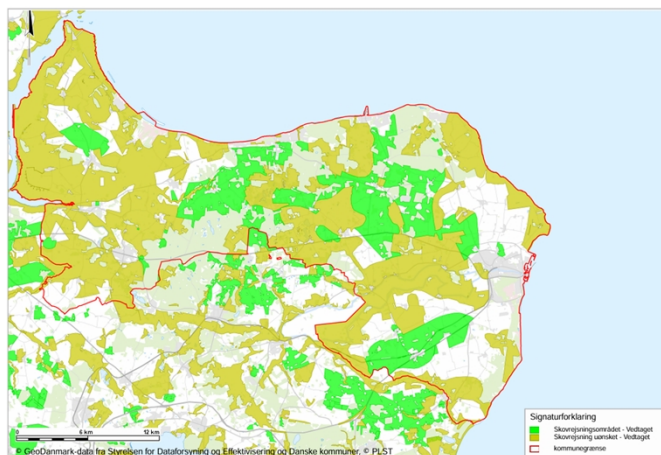 Signaturforklaring
Skovrejsningsområdet - Vedtaget
Skovrejsning uønsket - Vedtaget
kommunegrænse
6 km 12 km
© GeoDanmark-data fra Styrelsen for Dataforsyning og Effektivisering og Danske kommuner, © PLST